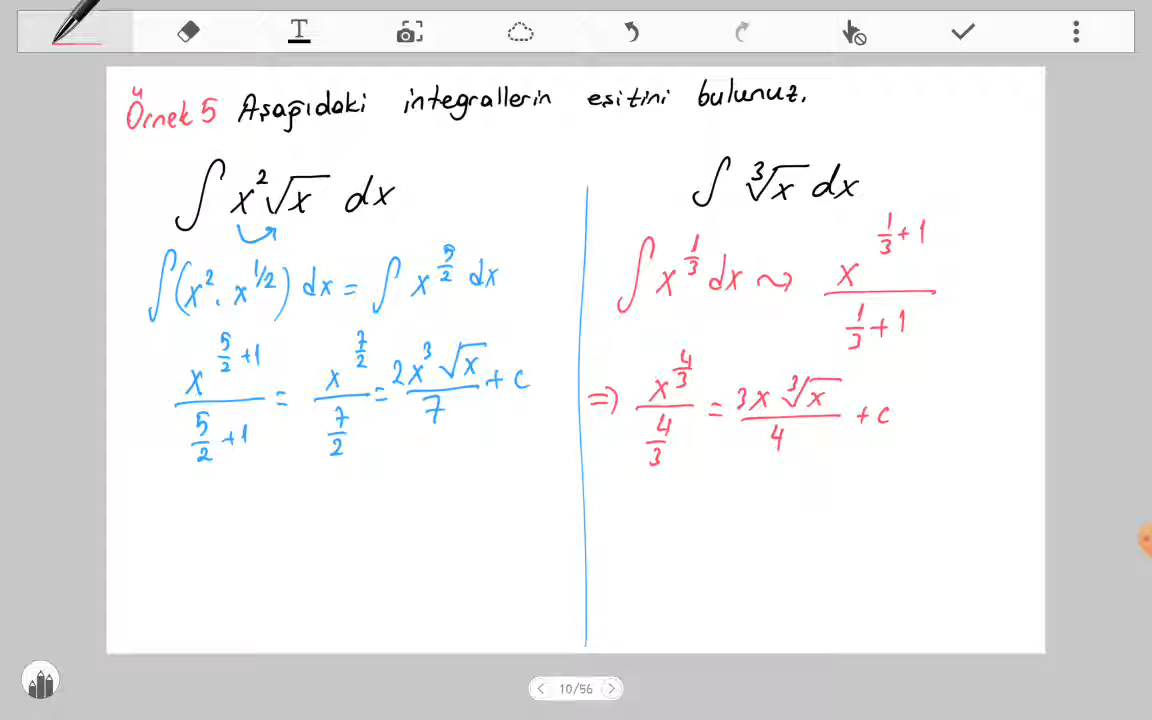 Örnek 5 Aşağıdaki integrallerin eşitini bulunuz.
∫ x²√x dx
∫(x² . x^{1/2}) dx = ∫ x^{5/2} dx
x^{5/2 + 1} / (5/2 + 1) = x^{7/2} / (7/2) = 2x³√x / 7 + c
∫ ∛x dx
∫ x^{1/3} dx ⤳ x^{1/3 + 1} / (1/3 + 1)
⇒ x^{4/3} / (4/3) = 3x ∛x / 4 + c
T
10/56